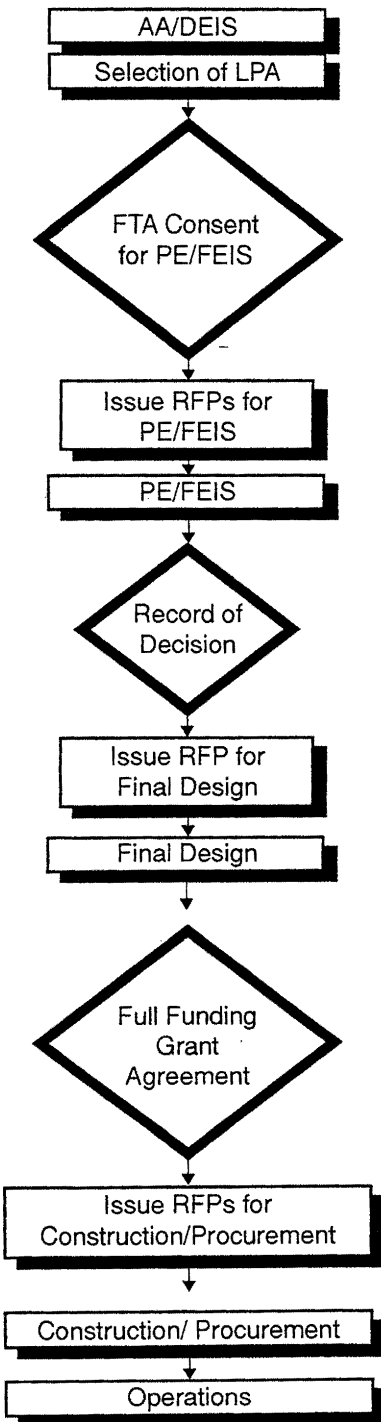 AA/DEIS
Selection of LPA
FTA Consent
for PE/FEIS
Issue RFPs for
PE/FEIS
PE/FEIS
Record of
Decision
Issue RFP for
Final Design
Final Design
Full Funding
Grant
Agreement
Issue RFPs for
Construction/Procurement
Construction/ Procurement
Operations